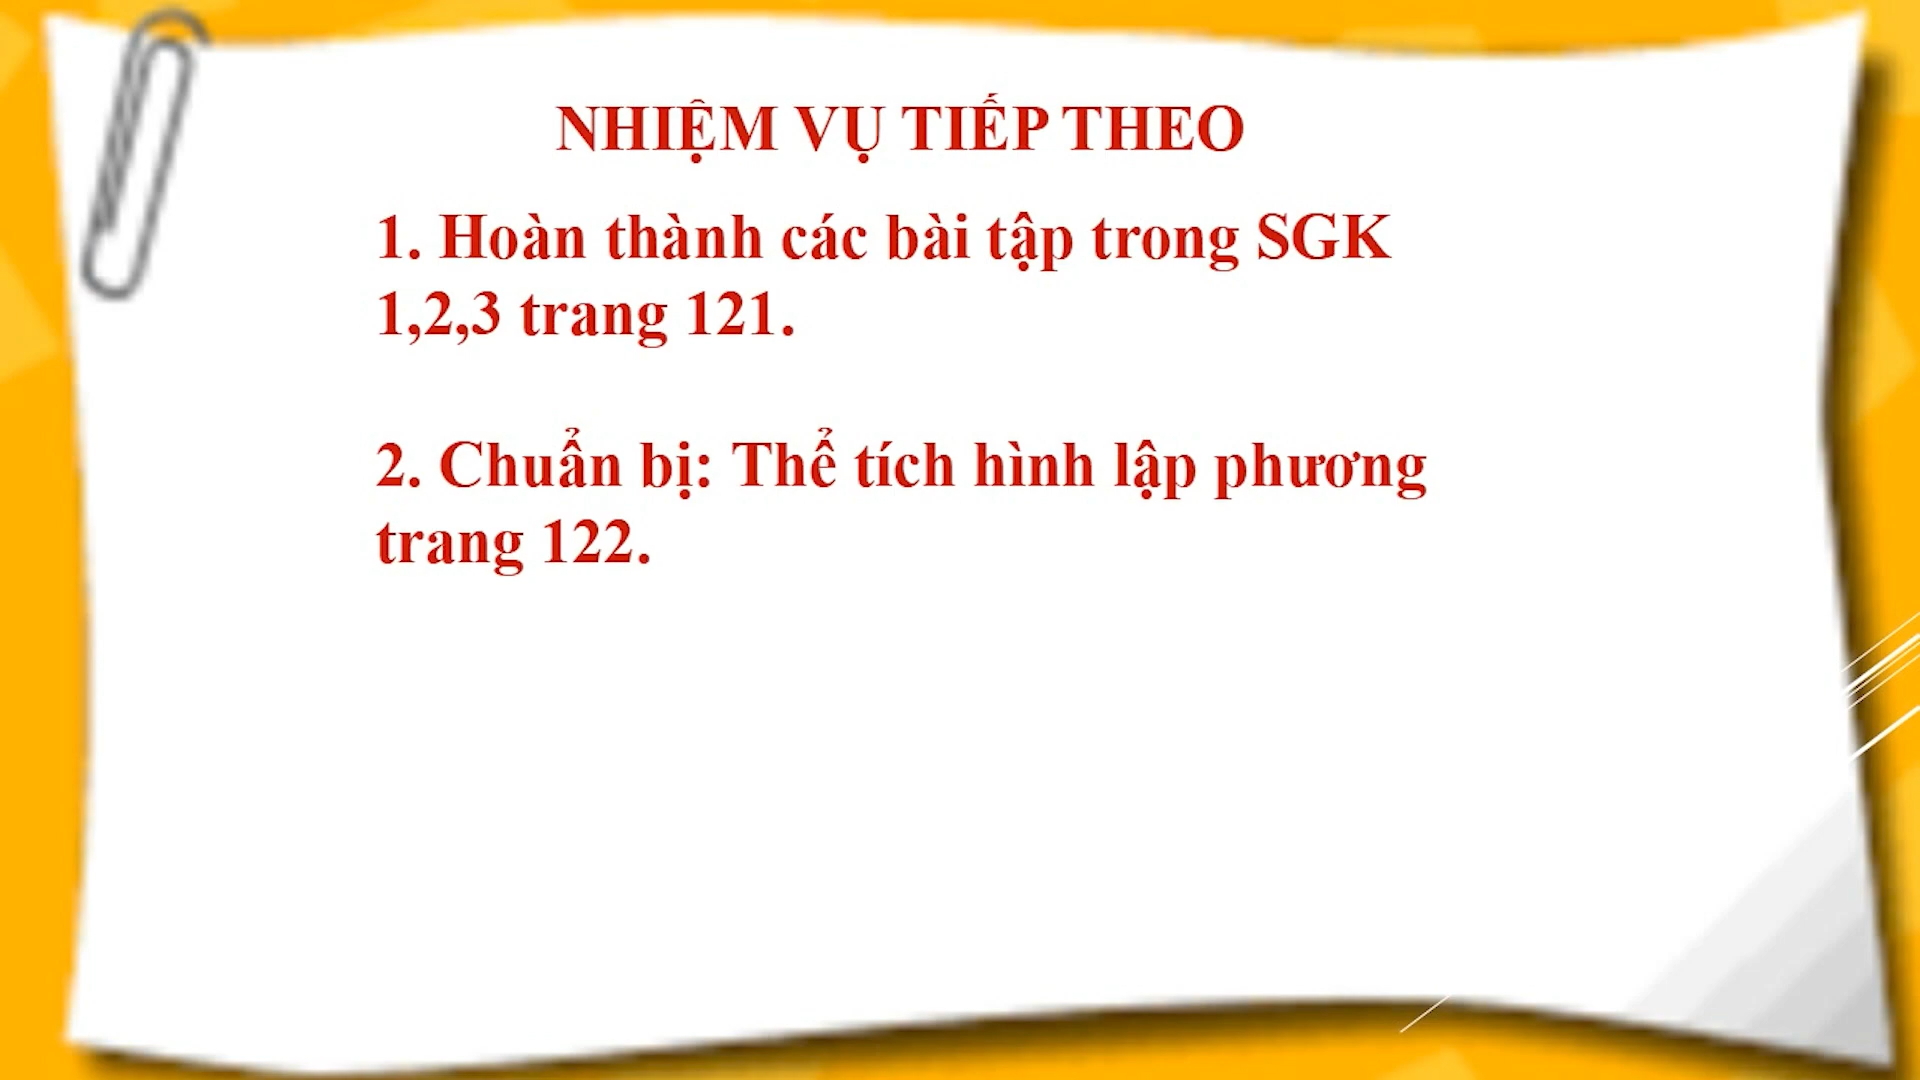 NHIỆM VỤ TIẾP THEO
1. Hoàn thành các bài tập trong SGK
1,2,3 trang 121.
2. Chuẩn bị: Thể tích hình lập phương
trang 122.